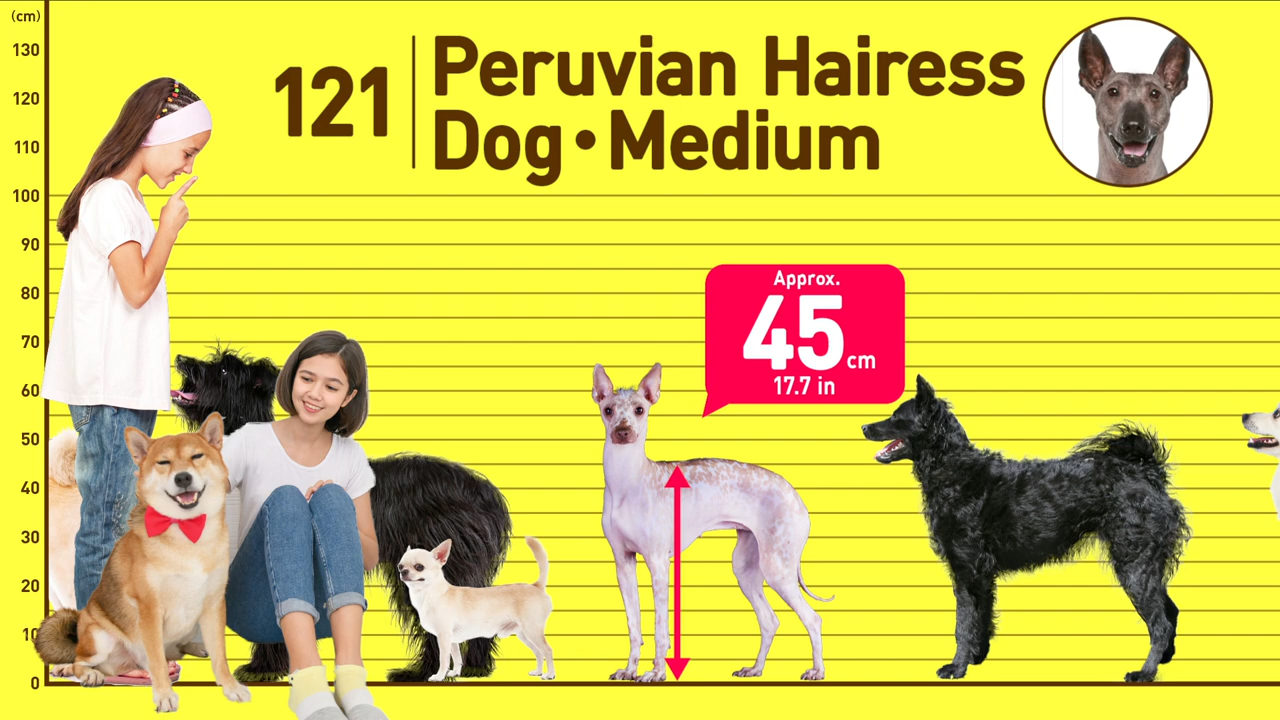 (cm)
130
120
110
100
90
80
70
60
50
40
30
20
10
0
121
Peruvian Hairess
Dog・Medium
Approx.
45 cm
17.7 in